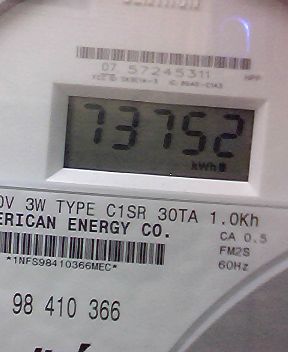 07 57245311
73752
kWh
0V 3W TYPE C1SR 30TA 1.0Kh
ERICAN ENERGY CO.
CA 0.5
FM2S
60Hz
*1NFS98410366MEC*
98 410 366